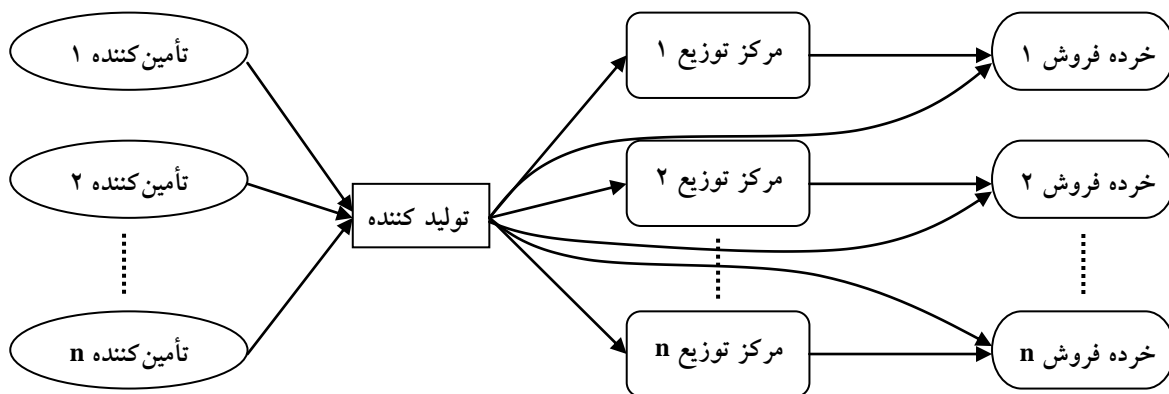 تأمین‌کننده ۱
مرکز توزیع ۱
خرده فروش ۱
تأمین‌کننده ۲
مرکز توزیع ۲
خرده فروش ۲
تولید کننده
تأمین‌کننده n
مرکز توزیع n
خرده فروش n